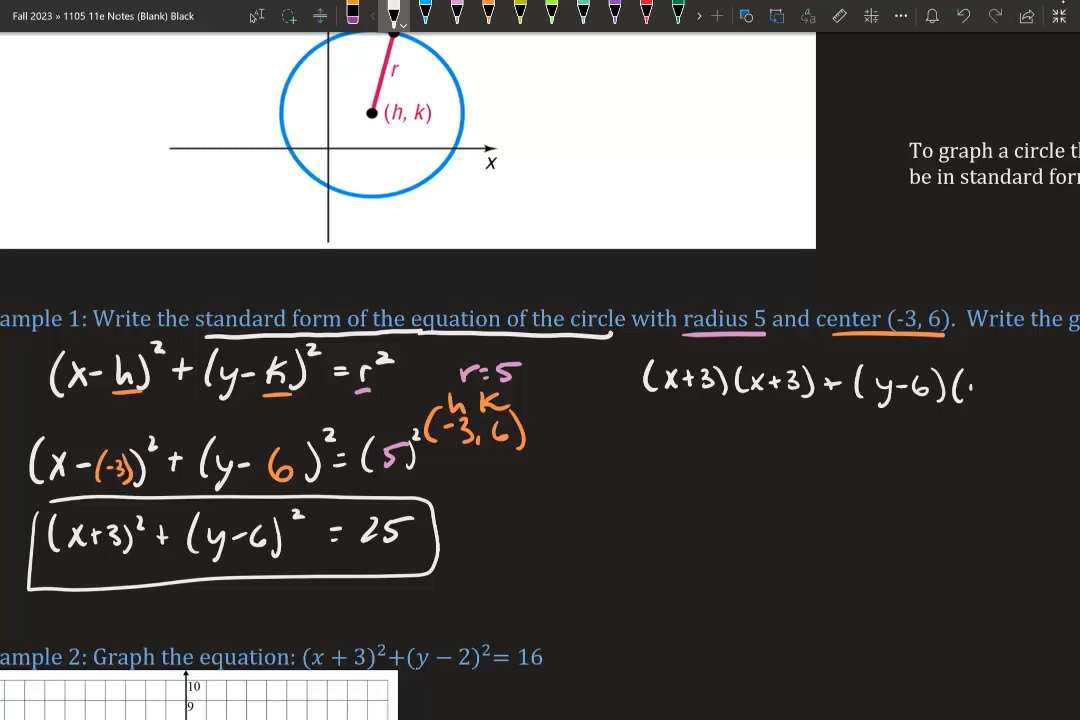 Fall 2023 » 1105 11e Notes (Blank) Black
r
(h, k)
x
To graph a circle
be in standard
ample 1: Write the standard form of the equation of the circle with radius 5 and center (-3, 6). Write the
(x-h)² + (y-k)² = r²
r=5
h k
(-3, 6)
(x+3)(x+3) + (y-6)(
(x-(-3))² + (y-6)² = (5)²
(x+3)² + (y-6)² = 25
ample 2: Graph the equation: (x + 3)²+(y − 2)²= 16
10
9